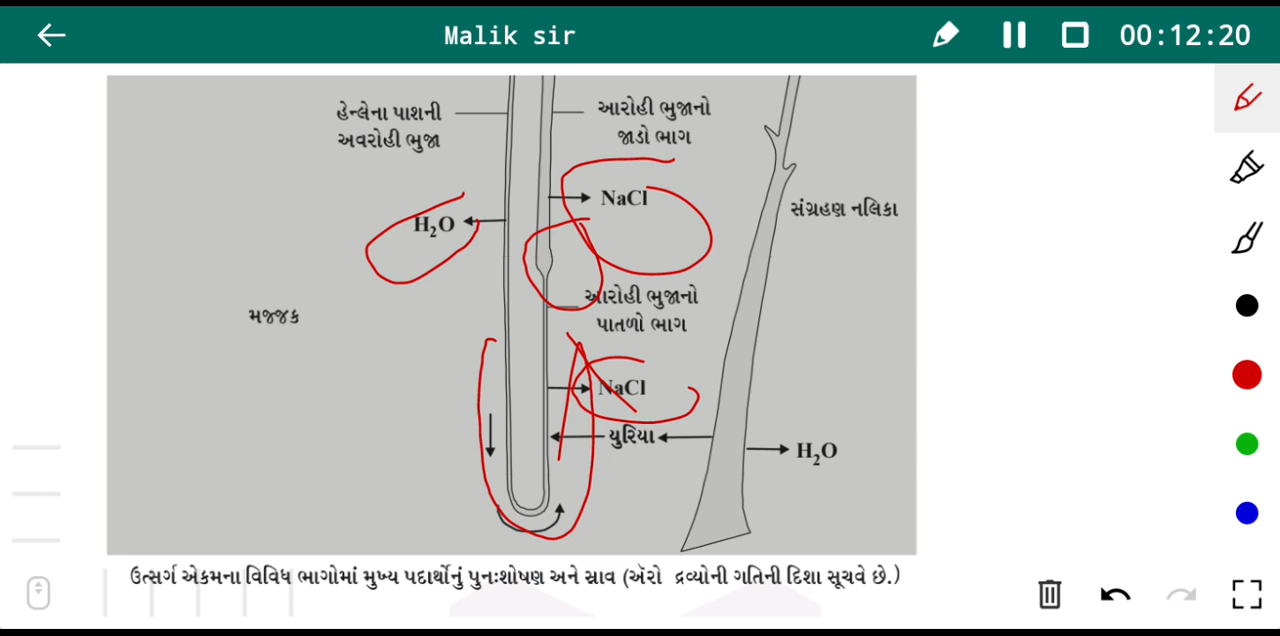 Malik sir
00:12:20
હેન્લેના પાશની
અવરોહી ભુજા
આરોહી ભુજાનો
જાડો ભાગ
NaCl
H₂O
સંગ્રહણ નલિકા
આરોહી ભુજાનો
પાતળો ભાગ
મજ્જક
NaCl
યુરિયા
H₂O
ઉત્સર્ગ એકમના વિવિધ ભાગોમાં મુખ્ય પદાર્થોનું પુનઃશોષણ અને સ્રાવ (ઍરો દ્રવ્યોની ગતિની દિશા સૂચવે છે.)